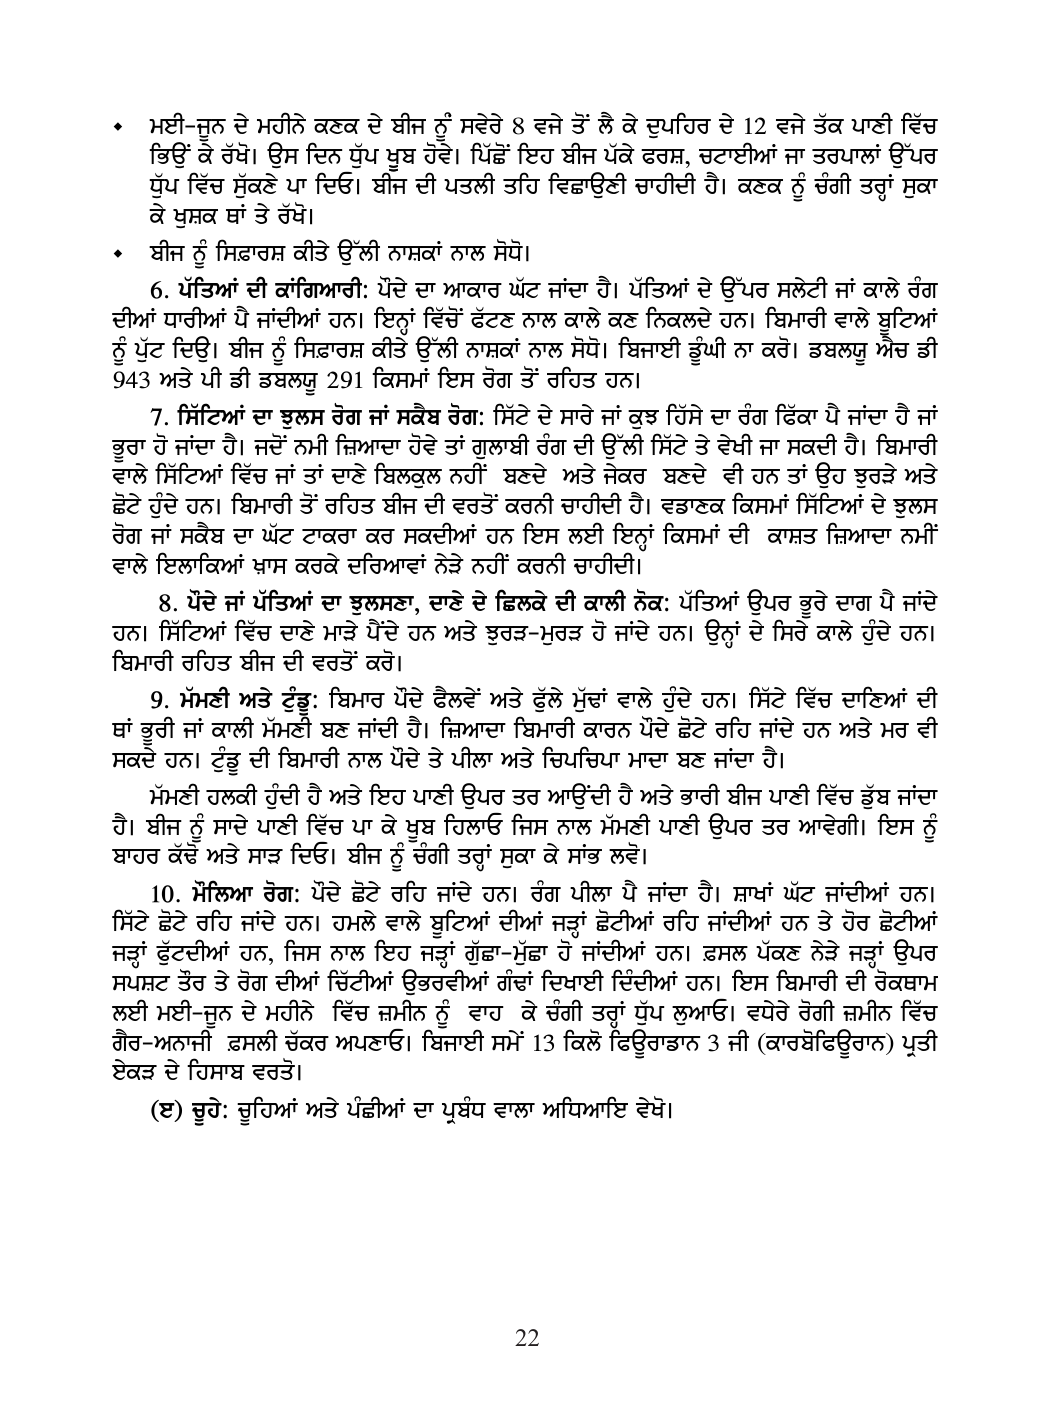 ⬩ ਮਈ-ਜੂਨ ਦੇ ਮਹੀਨੇ ਕਣਕ ਦੇ ਬੀਜ ਨੂੰ ਸਵੇਰੇ 8 ਵਜੇ ਤੋਂ ਲੈ ਕੇ ਦੁਪਹਿਰ ਦੇ 12 ਵਜੇ ਤੱਕ ਪਾਣੀ ਵਿੱਚ
ਭਿਉਂ ਕੇ ਰੱਖੋ। ਉਸ ਦਿਨ ਧੁੱਪ ਖੂਬ ਹੋਵੇ। ਪਿੱਛੋਂ ਇਹ ਬੀਜ ਪੱਕੇ ਫਰਸ਼, ਚਟਾਈਆਂ ਜਾ ਤਰਪਾਲਾਂ ਉੱਪਰ
ਧੁੱਪ ਵਿੱਚ ਸੁੱਕਣੇ ਪਾ ਦਿਓ। ਬੀਜ ਦੀ ਪਤਲੀ ਤਹਿ ਵਿਛਾਉਣੀ ਚਾਹੀਦੀ ਹੈ। ਕਣਕ ਨੂੰ ਚੰਗੀ ਤਰ੍ਹਾਂ ਸੁਕਾ
ਕੇ ਖੁਸ਼ਕ ਥਾਂ ਤੇ ਰੱਖੋ।
⬩ ਬੀਜ ਨੂੰ ਸਿਫ਼ਾਰਸ਼ ਕੀਤੇ ਉੱਲੀ ਨਾਸ਼ਕਾਂ ਨਾਲ ਸੋਧੋ।
6. ਪੱਤਿਆਂ ਦੀ ਕਾਂਗਿਆਰੀ: ਪੌਦੇ ਦਾ ਆਕਾਰ ਘੱਟ ਜਾਂਦਾ ਹੈ। ਪੱਤਿਆਂ ਦੇ ਉੱਪਰ ਸਲੇਟੀ ਜਾਂ ਕਾਲੇ ਰੰਗ
ਦੀਆਂ ਧਾਰੀਆਂ ਪੈ ਜਾਂਦੀਆਂ ਹਨ। ਇਨ੍ਹਾਂ ਵਿੱਚੋਂ ਫੱਟਣ ਨਾਲ ਕਾਲੇ ਕਣ ਨਿਕਲਦੇ ਹਨ। ਬਿਮਾਰੀ ਵਾਲੇ ਬੂਟਿਆਂ
ਨੂੰ ਪੁੱਟ ਦਿਉ। ਬੀਜ ਨੂੰ ਸਿਫ਼ਾਰਸ਼ ਕੀਤੇ ਉੱਲੀ ਨਾਸ਼ਕਾਂ ਨਾਲ ਸੋਧੋ। ਬਿਜਾਈ ਡੂੰਘੀ ਨਾ ਕਰੋ। ਡਬਲਯੂ ਐਚ ਡੀ
943 ਅਤੇ ਪੀ ਡੀ ਡਬਲਯੂ 291 ਕਿਸਮਾਂ ਇਸ ਰੋਗ ਤੋਂ ਰਹਿਤ ਹਨ।
7. ਸਿੱਟਿਆਂ ਦਾ ਝੁਲਸ ਰੋਗ ਜਾਂ ਸਕੈਬ ਰੋਗ: ਸਿੱਟੇ ਦੇ ਸਾਰੇ ਜਾਂ ਕੁਝ ਹਿੱਸੇ ਦਾ ਰੰਗ ਫਿੱਕਾ ਪੈ ਜਾਂਦਾ ਹੈ ਜਾਂ
ਭੂਰਾ ਹੋ ਜਾਂਦਾ ਹੈ। ਜਦੋਂ ਨਮੀ ਜ਼ਿਆਦਾ ਹੋਵੇ ਤਾਂ ਗੁਲਾਬੀ ਰੰਗ ਦੀ ਉੱਲੀ ਸਿੱਟੇ ਤੇ ਵੇਖੀ ਜਾ ਸਕਦੀ ਹੈ। ਬਿਮਾਰੀ
ਵਾਲੇ ਸਿੱਟਿਆਂ ਵਿੱਚ ਜਾਂ ਤਾਂ ਦਾਣੇ ਬਿਲਕੁਲ ਨਹੀਂ ਬਣਦੇ ਅਤੇ ਜੇਕਰ ਬਣਦੇ ਵੀ ਹਨ ਤਾਂ ਉਹ ਝੁਰੜੇ ਅਤੇ
ਛੋਟੇ ਹੁੰਦੇ ਹਨ। ਬਿਮਾਰੀ ਤੋਂ ਰਹਿਤ ਬੀਜ ਦੀ ਵਰਤੋਂ ਕਰਨੀ ਚਾਹੀਦੀ ਹੈ। ਵਡਾਣਕ ਕਿਸਮਾਂ ਸਿੱਟਿਆਂ ਦੇ ਝੁਲਸ
ਰੋਗ ਜਾਂ ਸਕੈਬ ਦਾ ਘੱਟ ਟਾਕਰਾ ਕਰ ਸਕਦੀਆਂ ਹਨ ਇਸ ਲਈ ਇਨ੍ਹਾਂ ਕਿਸਮਾਂ ਦੀ ਕਾਸ਼ਤ ਜ਼ਿਆਦਾ ਨਮੀਂ
ਵਾਲੇ ਇਲਾਕਿਆਂ ਖ਼ਾਸ ਕਰਕੇ ਦਰਿਆਵਾਂ ਨੇੜੇ ਨਹੀਂ ਕਰਨੀ ਚਾਹੀਦੀ।
8. ਪੌਦੇ ਜਾਂ ਪੱਤਿਆਂ ਦਾ ਝੁਲਸਣਾ, ਦਾਣੇ ਦੇ ਛਿਲਕੇ ਦੀ ਕਾਲੀ ਨੋਕ: ਪੱਤਿਆਂ ਉਪਰ ਭੂਰੇ ਦਾਗ ਪੈ ਜਾਂਦੇ
ਹਨ। ਸਿੱਟਿਆਂ ਵਿੱਚ ਦਾਣੇ ਮਾੜੇ ਪੈਂਦੇ ਹਨ ਅਤੇ ਝੁਰੜ-ਮੁਰੜ ਹੋ ਜਾਂਦੇ ਹਨ। ਉਨ੍ਹਾਂ ਦੇ ਸਿਰੇ ਕਾਲੇ ਹੁੰਦੇ ਹਨ।
ਬਿਮਾਰੀ ਰਹਿਤ ਬੀਜ ਦੀ ਵਰਤੋਂ ਕਰੋ।
9. ਮੱਮਣੀ ਅਤੇ ਟੁੰਡੂ: ਬਿਮਾਰ ਪੌਦੇ ਫੈਲਵੇਂ ਅਤੇ ਫੁੱਲੇ ਮੁੱਢਾਂ ਵਾਲੇ ਹੁੰਦੇ ਹਨ। ਸਿੱਟੇ ਵਿੱਚ ਦਾਣਿਆਂ ਦੀ
ਥਾਂ ਭੂਰੀ ਜਾਂ ਕਾਲੀ ਮੱਮਣੀ ਬਣ ਜਾਂਦੀ ਹੈ। ਜ਼ਿਆਦਾ ਬਿਮਾਰੀ ਕਾਰਨ ਪੌਦੇ ਛੋਟੇ ਰਹਿ ਜਾਂਦੇ ਹਨ ਅਤੇ ਮਰ ਵੀ
ਸਕਦੇ ਹਨ। ਟੁੰਡੂ ਦੀ ਬਿਮਾਰੀ ਨਾਲ ਪੌਦੇ ਤੇ ਪੀਲਾ ਅਤੇ ਚਿਪਚਿਪਾ ਮਾਦਾ ਬਣ ਜਾਂਦਾ ਹੈ।
ਮੱਮਣੀ ਹਲਕੀ ਹੁੰਦੀ ਹੈ ਅਤੇ ਇਹ ਪਾਣੀ ਉਪਰ ਤਰ ਆਉਂਦੀ ਹੈ ਅਤੇ ਭਾਰੀ ਬੀਜ ਪਾਣੀ ਵਿੱਚ ਡੁੱਬ ਜਾਂਦਾ
ਹੈ। ਬੀਜ ਨੂੰ ਸਾਦੇ ਪਾਣੀ ਵਿੱਚ ਪਾ ਕੇ ਖੂਬ ਹਿਲਾਓ ਜਿਸ ਨਾਲ ਮੱਮਣੀ ਪਾਣੀ ਉਪਰ ਤਰ ਆਵੇਗੀ। ਇਸ ਨੂੰ
ਬਾਹਰ ਕੱਢੋ ਅਤੇ ਸਾੜ ਦਿਓ। ਬੀਜ ਨੂੰ ਚੰਗੀ ਤਰ੍ਹਾਂ ਸੁਕਾ ਕੇ ਸਾਂਭ ਲਵੋ।
10. ਮੌਲਿਆ ਰੋਗ: ਪੌਦੇ ਛੋਟੇ ਰਹਿ ਜਾਂਦੇ ਹਨ। ਰੰਗ ਪੀਲਾ ਪੈ ਜਾਂਦਾ ਹੈ। ਸ਼ਾਖਾਂ ਘੱਟ ਜਾਂਦੀਆਂ ਹਨ।
ਸਿੱਟੇ ਛੋਟੇ ਰਹਿ ਜਾਂਦੇ ਹਨ। ਹਮਲੇ ਵਾਲੇ ਬੂਟਿਆਂ ਦੀਆਂ ਜੜ੍ਹਾਂ ਛੋਟੀਆਂ ਰਹਿ ਜਾਂਦੀਆਂ ਹਨ ਤੇ ਹੋਰ ਛੋਟੀਆਂ
ਜੜ੍ਹਾਂ ਫੁੱਟਦੀਆਂ ਹਨ, ਜਿਸ ਨਾਲ ਇਹ ਜੜ੍ਹਾਂ ਗੁੱਛਾ-ਮੁੱਛਾ ਹੋ ਜਾਂਦੀਆਂ ਹਨ। ਫ਼ਸਲ ਪੱਕਣ ਨੇੜੇ ਜੜ੍ਹਾਂ ਉਪਰ
ਸਪਸ਼ਟ ਤੌਰ ਤੇ ਰੋਗ ਦੀਆਂ ਚਿੱਟੀਆਂ ਉਭਰਵੀਆਂ ਗੰਢਾਂ ਦਿਖਾਈ ਦਿੰਦੀਆਂ ਹਨ। ਇਸ ਬਿਮਾਰੀ ਦੀ ਰੋਕਥਾਮ
ਲਈ ਮਈ-ਜੂਨ ਦੇ ਮਹੀਨੇ ਵਿੱਚ ਜ਼ਮੀਨ ਨੂੰ ਵਾਹ ਕੇ ਚੰਗੀ ਤਰ੍ਹਾਂ ਧੁੱਪ ਲੁਆਓ। ਵਧੇਰੇ ਰੋਗੀ ਜ਼ਮੀਨ ਵਿੱਚ
ਗੈਰ-ਅਨਾਜੀ ਫ਼ਸਲੀ ਚੱਕਰ ਅਪਣਾਓ। ਬਿਜਾਈ ਸਮੇਂ 13 ਕਿਲੋ ਫਿਊਰਾਡਾਨ 3 ਜੀ (ਕਾਰਬੋਫਿਊਰਾਨ) ਪ੍ਰਤੀ
ਏਕੜ ਦੇ ਹਿਸਾਬ ਵਰਤੋ।
(ੲ) ਚੂਹੇ: ਚੂਹਿਆਂ ਅਤੇ ਪੰਛੀਆਂ ਦਾ ਪ੍ਰਬੰਧ ਵਾਲਾ ਅਧਿਆਇ ਵੇਖੋ।
22